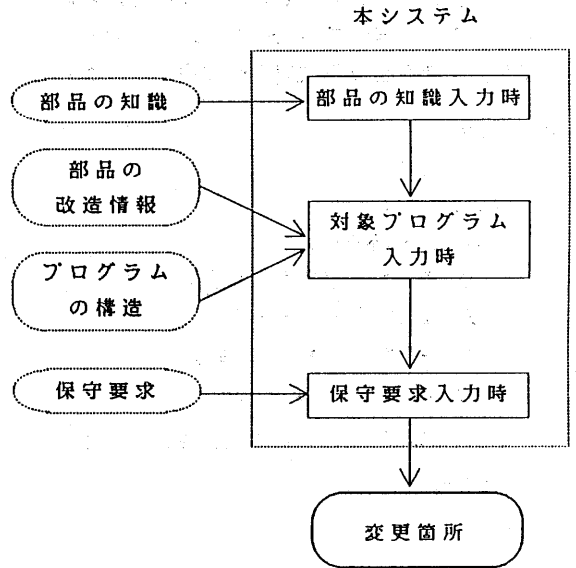 本システム
部品の知識
部品の知識入力時
部品の
改造情報
対象プログラム
入力時
プログラム
の構造
保守要求
保守要求入力時
変更箇所